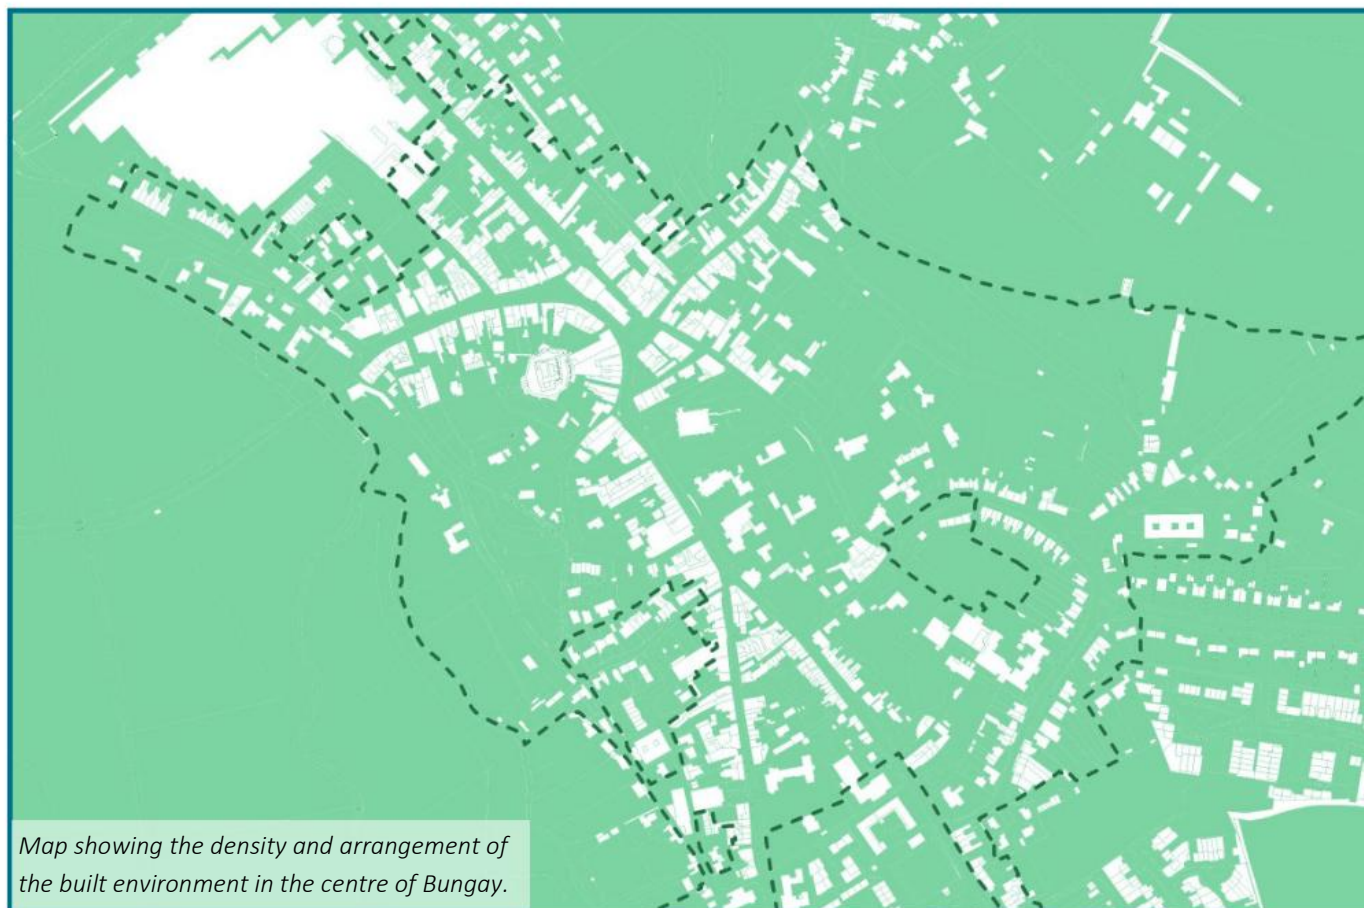 Map showing the density and arrangement of
the built environment in the centre of Bungay.